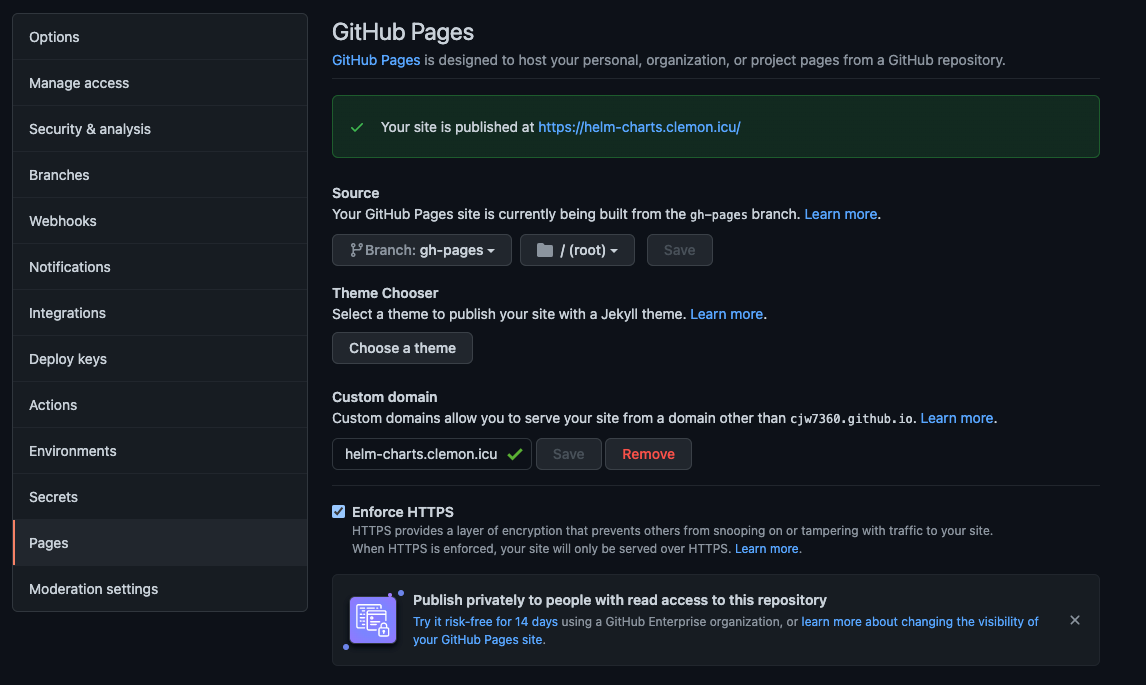 Options
Manage access
Security & analysis
Branches
Webhooks
Notifications
Integrations
Deploy keys
Actions
Environments
Secrets
Pages
Moderation settings
GitHub Pages
GitHub Pages is designed to host your personal, organization, or project pages from a GitHub repository.
Your site is published at https://helm-charts.clemon.icu/
Source
Your GitHub Pages site is currently being built from the gh-pages branch. Learn more.
Branch: gh-pages / (root) Save
Theme Chooser
Select a theme to publish your site with a Jekyll theme. Learn more.
Choose a theme
Custom domain
Custom domains allow you to serve your site from a domain other than cjw7360.github.io. Learn more.
helm-charts.clemon.icu Save Remove
Enforce HTTPS
HTTPS provides a layer of encryption that prevents others from snooping on or tampering with traffic to your site.
When HTTPS is enforced, your site will only be served over HTTPS. Learn more.
Publish privately to people with read access to this repository
Try it risk-free for 14 days using a GitHub Enterprise organization, or learn more about changing the visibility of
your GitHub Pages site.